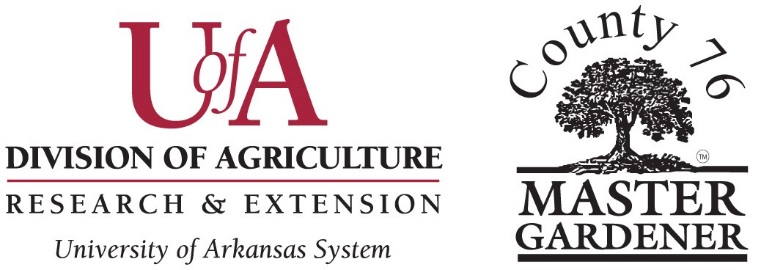 UofA
DIVISION OF AGRICULTURE
RESEARCH & EXTENSION
University of Arkansas System
County 76
TM
MASTER
GARDENER